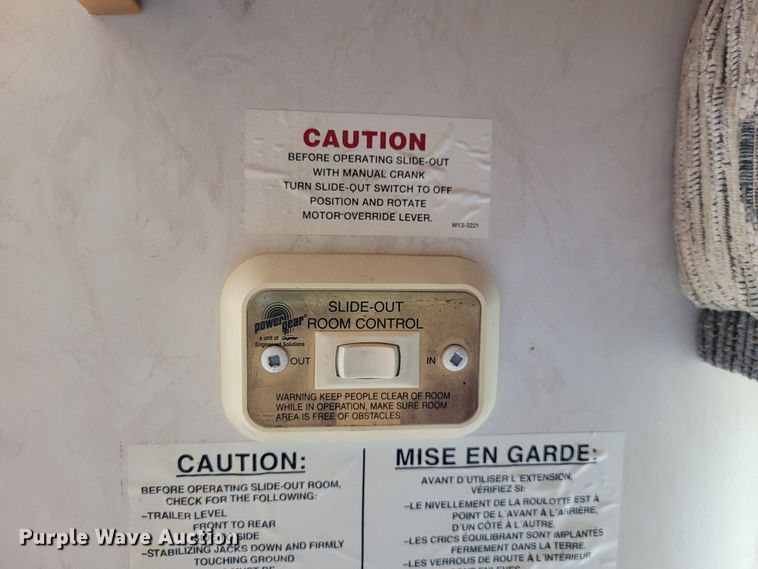 CAUTION
BEFORE OPERATING SLIDE-OUT
WITH MANUAL CRANK
TURN SLIDE-OUT SWITCH TO OFF
POSITION AND ROTATE
MOTOR OVERRIDE LEVER.
W13-3221
SLIDE-OUT
power gear
ROOM CONTROL
a unit of
Engineered Solutions
OUT
IN
WARNING KEEP PEOPLE CLEAR OF ROOM
WHILE IN OPERATION, MAKE SURE ROOM
AREA IS FREE OF OBSTACLES.
CAUTION:
BEFORE OPERATING SLIDE-OUT ROOM,
CHECK FOR THE FOLLOWING:
-TRAILER LEVEL
FRONT TO REAR
SIDE
-STABILIZING JACKS DOWN AND FIRMLY
TOUCHING GROUND
MISE EN GARDE:
AVANT D'UTILISER L'EXTENSION,
VÉRIFIEZ SI:
-LE NIVELLEMENT DE LA ROULOTTE EST À
POINT DE L'AVANT À L'ARRIÈRE,
D'UN CÔTÉ À L'AUTRE.
-LES CRICS ÉQUILIBRANT SONT IMPLANTÉS
FERMEMENT DANS LA TERRE.
-LES VERROUS DE ROUTE À L'INTÉRIEUR
Purple Wave Auction